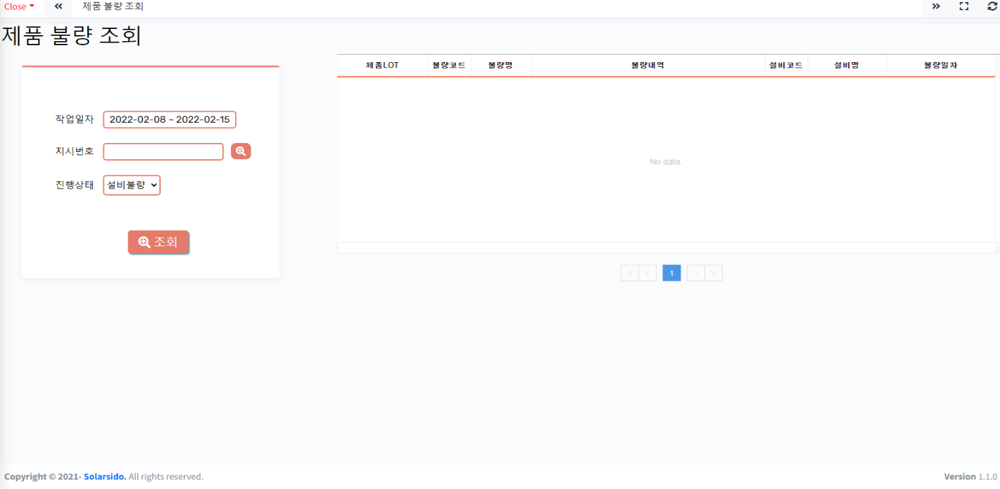 Close
제품 불량 조회
제품 불량 조회
작업일자 2022-02-08 ~ 2022-02-15
지시번호
진행상태 설비불량
조회
제품LOT 불량코드 불량명 불량내역 설비코드 설비명 불량일자
No data.
1
Copyright © 2021- Solarsido. All rights reserved.
Version 1.1.0